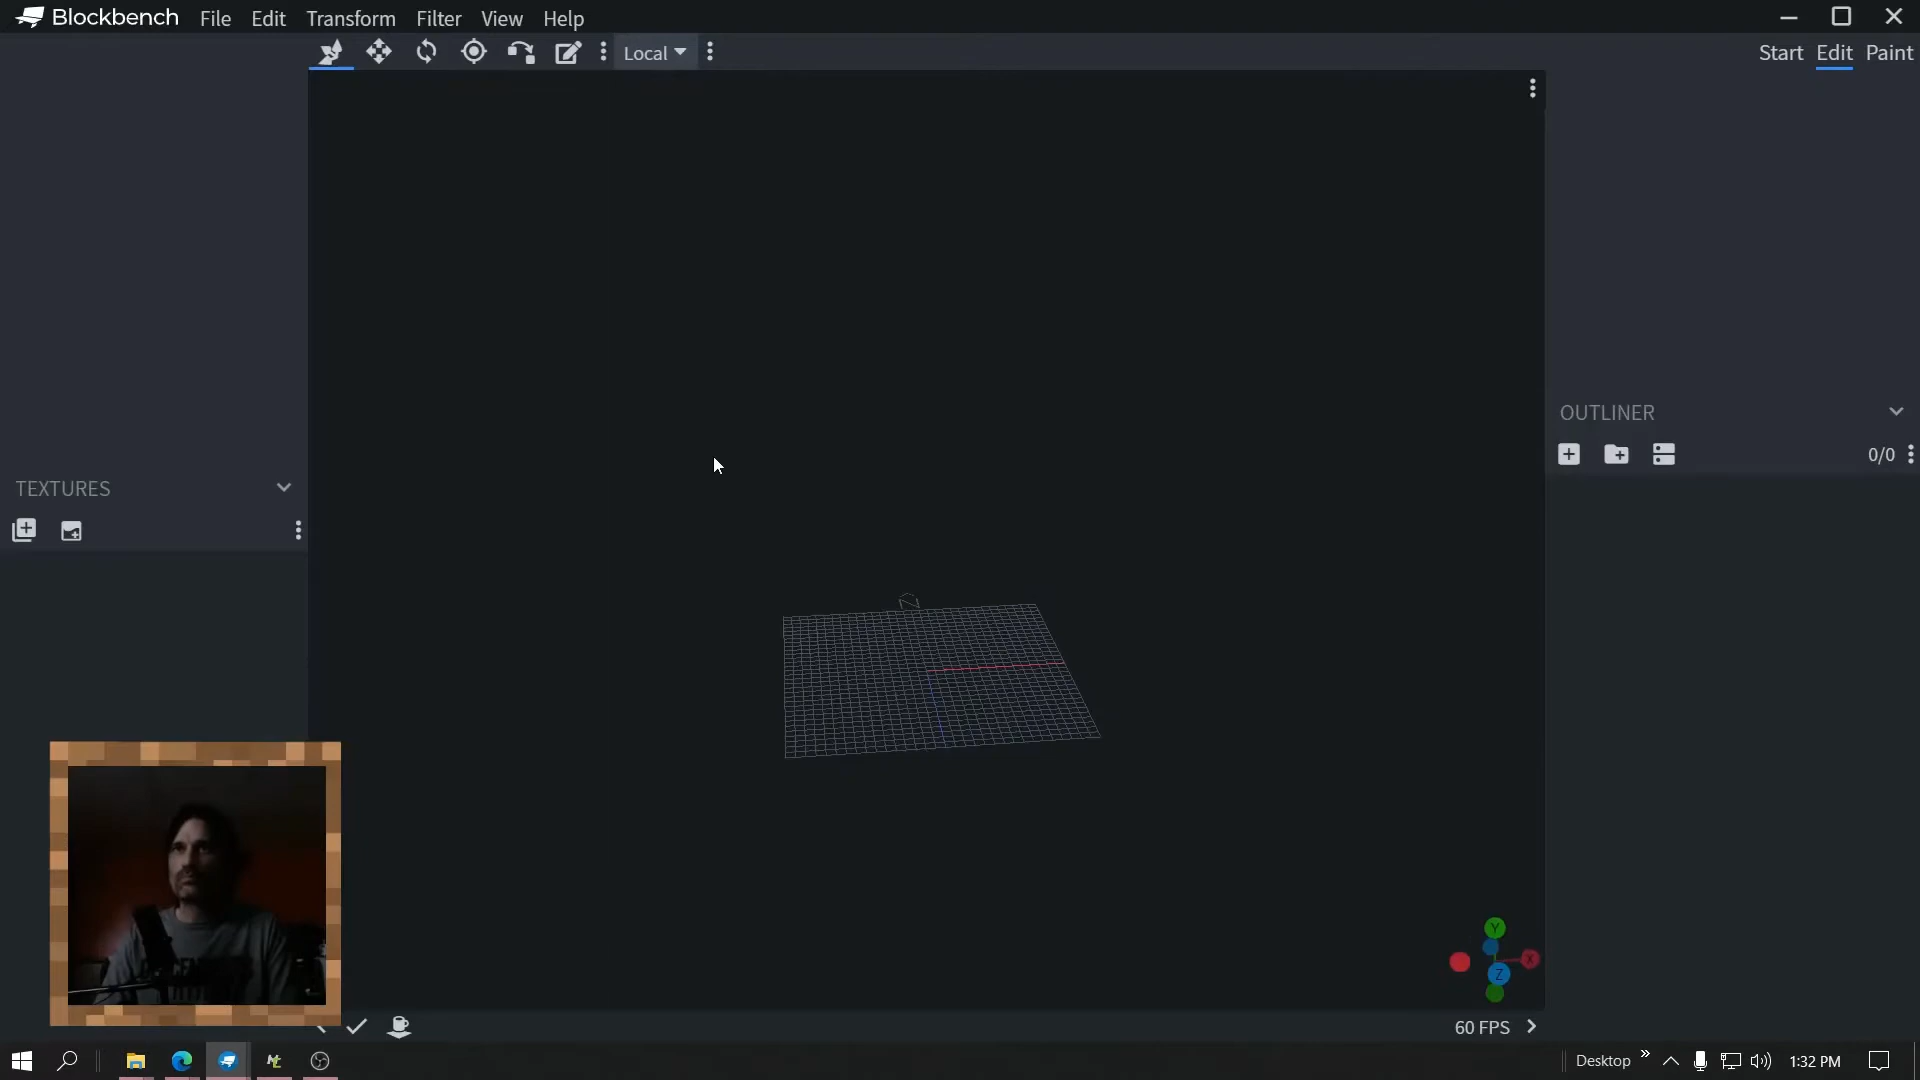 Blockbench File Edit Transform Filter View Help
Local
Start Edit Paint
OUTLINER
0/0
TEXTURES
Y
X
Z
60 FPS
Desktop
1:32 PM